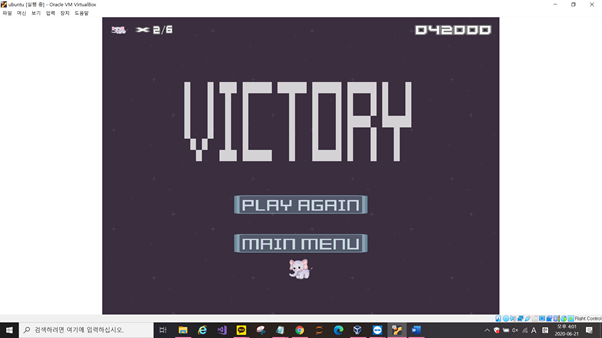 ubuntu [실행 중] - Oracle VM VirtualBox
파일 머신 보기 입력 장치 도움말
2/6
042000
VICTORY
PLAY AGAIN
MAIN MENU
Right Control
검색하려면 여기에 입력하십시오.
A
오후 4:01
2020-06-21